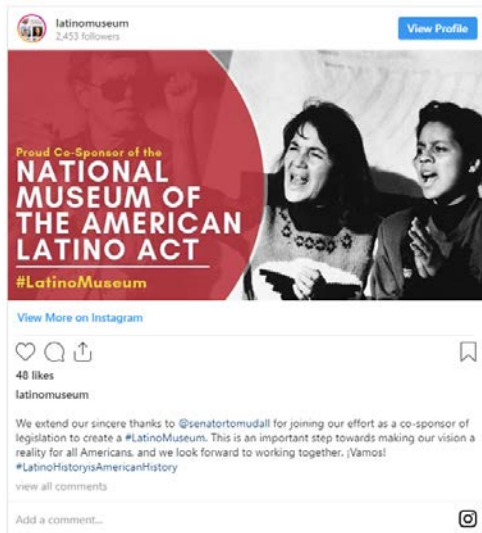 latinomuseum
2,453 followers
View Profile
Proud Co-Sponsor of the
NATIONAL
MUSEUM OF
THE AMERICAN
LATINO ACT
#LatinoMuseum
View More on Instagram
48 likes
latinomuseum
We extend our sincere thanks to @senatortomudall for joining our effort as a co-sponsor of
legislation to create a #LatinoMuseum. This is an important step towards making our vision a
reality for all Americans, and we look forward to working together. ¡Vamos!
#LatinoHistoryisAmericanHistory
view all comments
Add a comment...